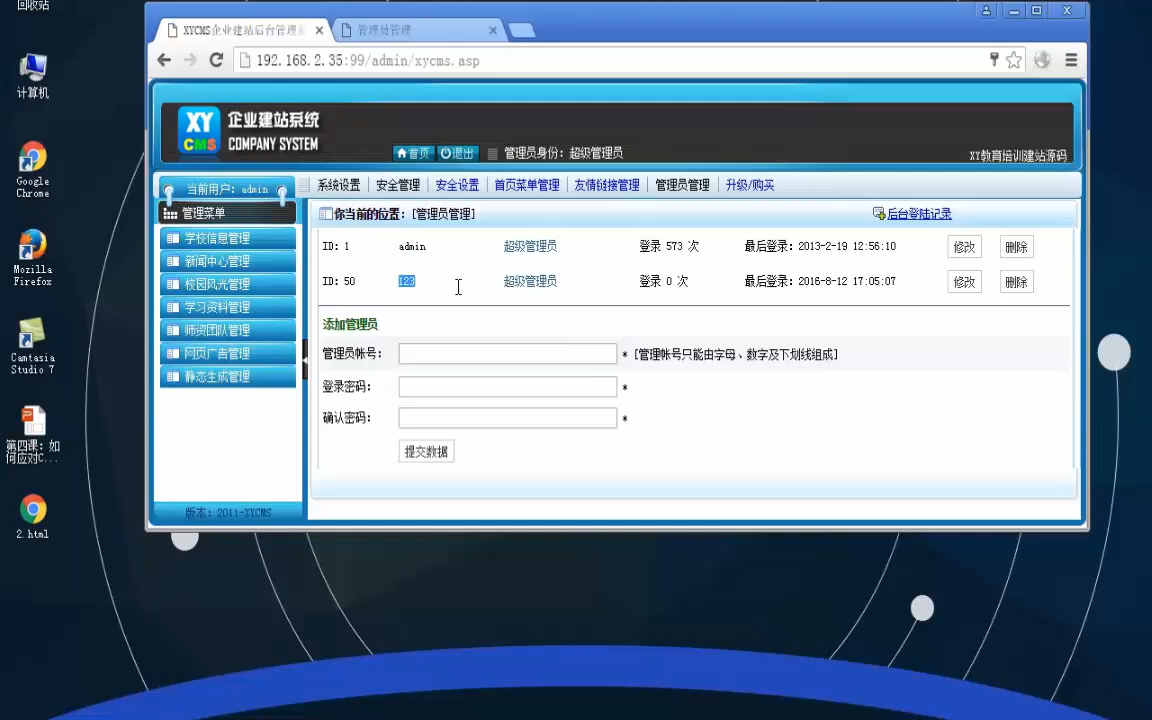 回收站
计算机
Google Chrome
Mozilla Firefox
Camtasia Studio 7
第四课：如何应对C...
2.html
XYCMS企业建站后台管理系
管理员管理
192.168.2.35:99/admin/xycms.asp
XY CMS
企业建站系统
COMPANY SYSTEM
首页 退出 管理员身份：超级管理员
XY教育培训建站源码
当前用户：admin
系统设置 安全管理 安全设置 首页菜单管理 友情链接管理 管理员管理 升级/购买
管理菜单
学校信息管理
新闻中心管理
校园风光管理
学习资料管理
师资团队管理
网页广告管理
静态生成管理
版本：2011-XYCMS
你当前的位置：[管理员管理]
后台登陆记录
ID: 1 admin 超级管理员 登录 573 次 最后登录：2013-2-19 12:56:10 修改 删除
ID: 50 123 超级管理员 登录 0 次 最后登录：2016-8-12 17:05:07 修改 删除
添加管理员
管理员帐号： * [管理帐号只能由字母、数字及下划线组成]
登录密码： *
确认密码： *
提交数据